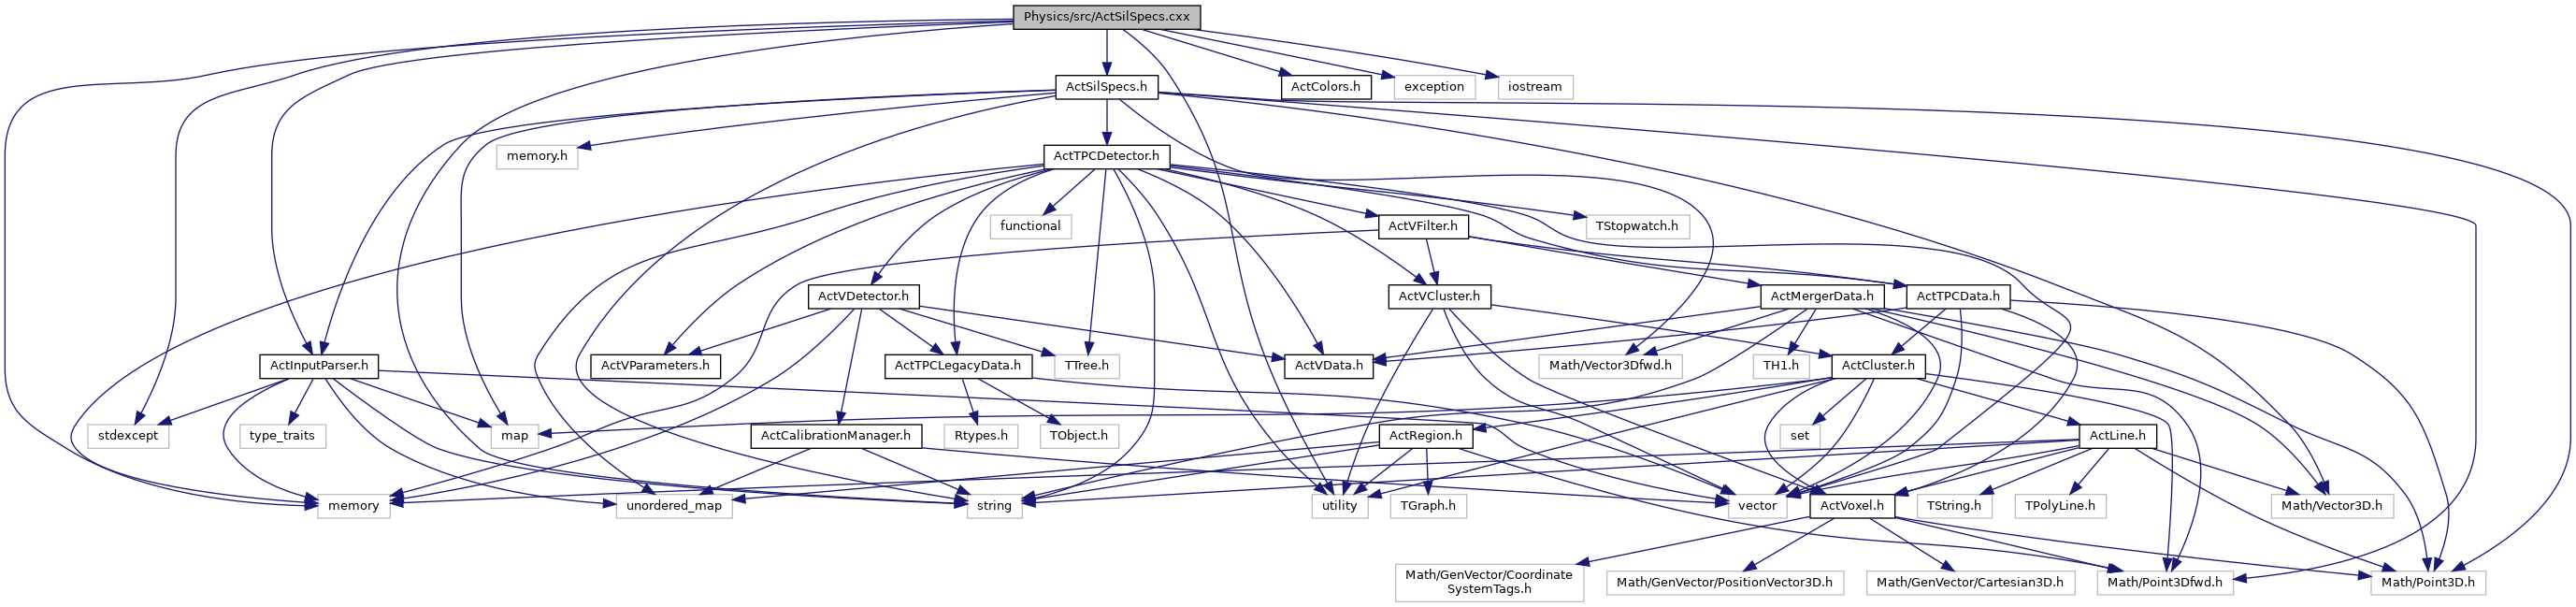 Physics/src/ActSilSpecs.cxx
ActSilSpecs.h
ActColors.h
exception
iostream
memory.h
ActTPCDetector.h
functional
ActVFilter.h
TStopwatch.h
ActVDetector.h
ActVCluster.h
ActMergerData.h
ActTPCData.h
ActInputParser.h
ActVParameters.h
ActTPCLegacyData.h
TTree.h
ActVData.h
Math/Vector3Dfwd.h
TH1.h
ActCluster.h
stdexcept
type_traits
map
ActCalibrationManager.h
Rtypes.h
TObject.h
ActRegion.h
set
ActLine.h
memory
unordered_map
string
utility
TGraph.h
vector
ActVoxel.h
TString.h
TPolyLine.h
Math/Vector3D.h
Math/GenVector/Coordinate
SystemTags.h
Math/GenVector/PositionVector3D.h
Math/GenVector/Cartesian3D.h
Math/Point3Dfwd.h
Math/Point3D.h